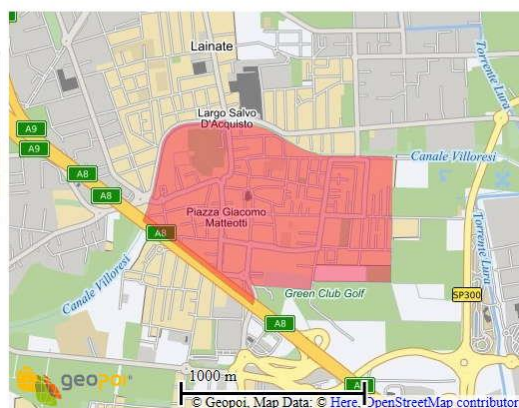 Lainate
Largo Salvo
D'Acquisto
Torrente Lura
A9
A9
A8
A8
Canale Villoresi
Piazza Giacomo
Matteotti
A8
Canale Villoresi
Torrente Lura
Green Club Golf
SP300
A8
geopoi
1000 m
A8
© Geopoi, Map Data: © Here, OpenStreetMap contributor